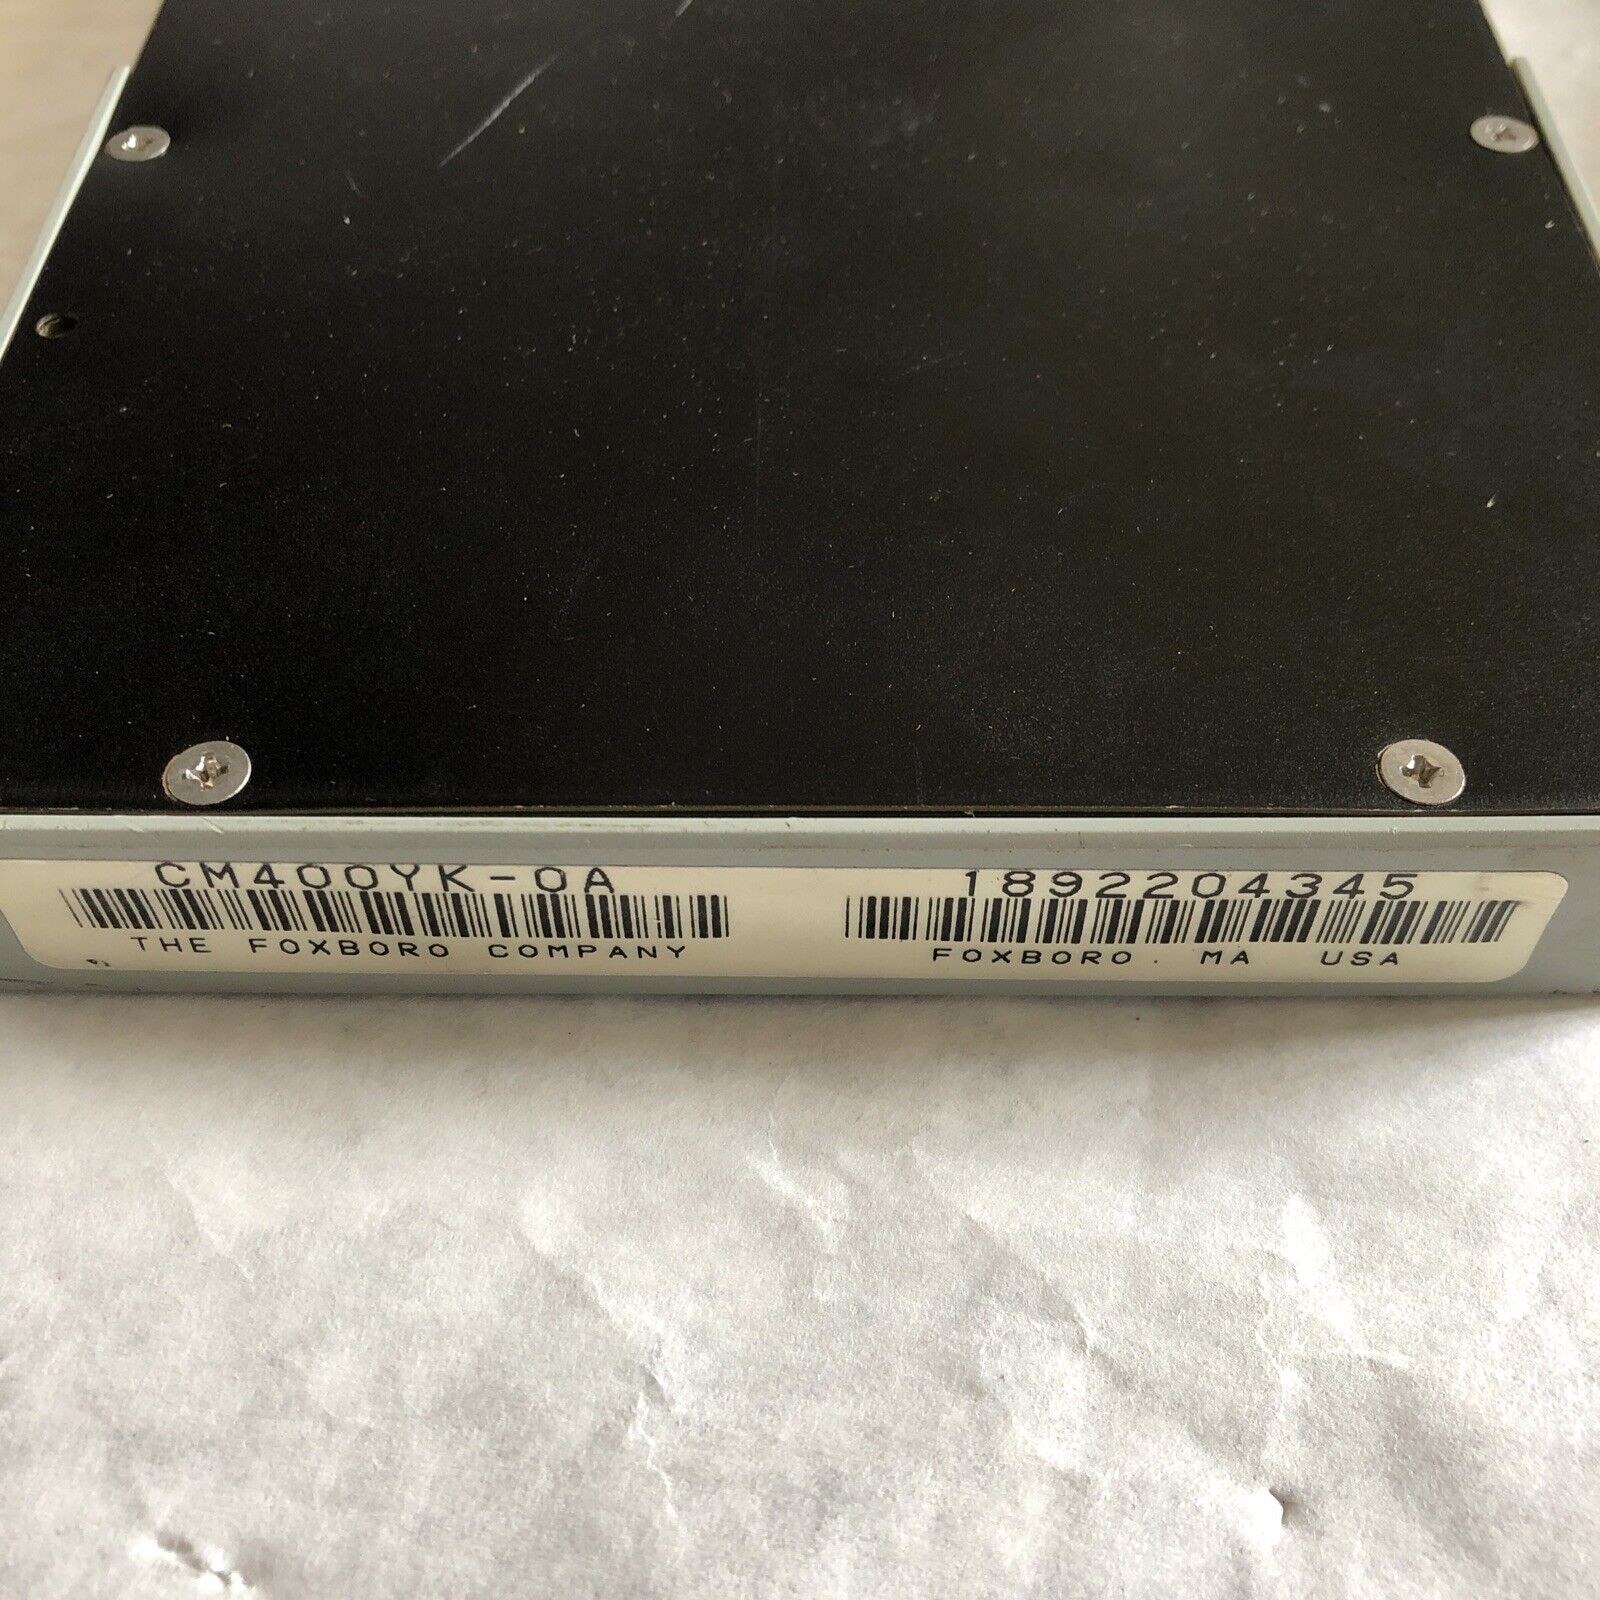 CM400YK-0A
THE FOXBORO COMPANY
1892204345
FOXBORO. MA USA